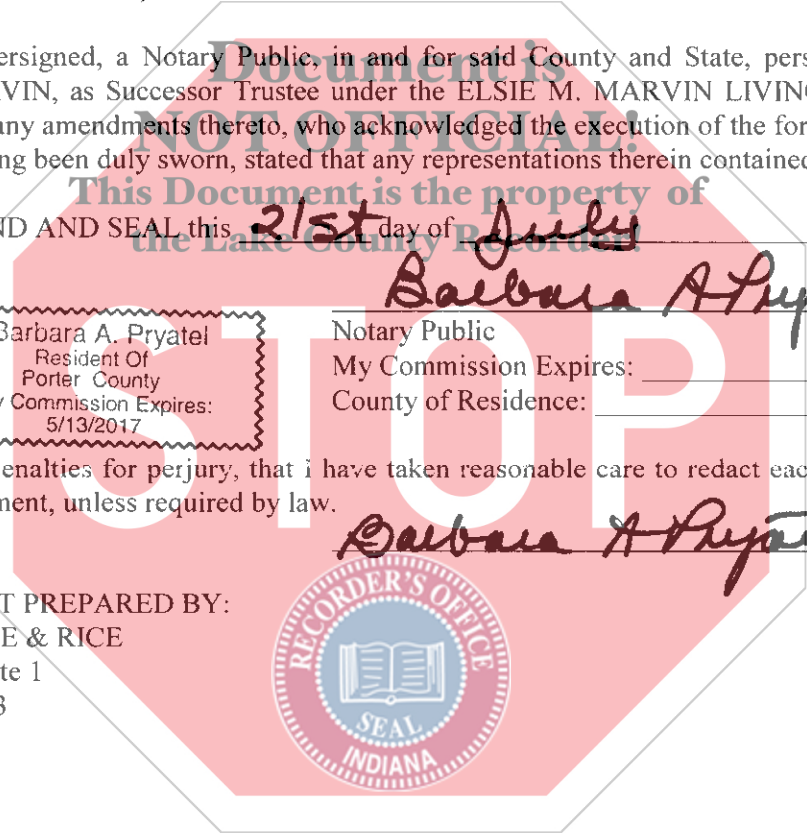 ersigned, a Notary Public, in and for said County and State, pers
Document is
VIN, as Successor Trustee under the ELSIE M. MARVIN LIVIN
NOT OFFICIAL!
any amendments thereto, who acknowledged the execution of the for
ng been duly sworn, stated that any representations therein contained
This Document is the property of
ND AND SEAL this 21st day of July
the Lake County Recorder!
Barbara A Pry
Barbara A. Pryatel
Resident Of
Porter County
Commission Expires:
5/13/2017
Notary Public
My Commission Expires:
County of Residence:
STOP
enalties for perjury, that i have taken reasonable care to redact eac
ment, unless required by law.
Barbara A Pryat
T PREPARED BY:
E & RICE
te 1
3
RECORDER'S OFFICE
SEAL
INDIANA